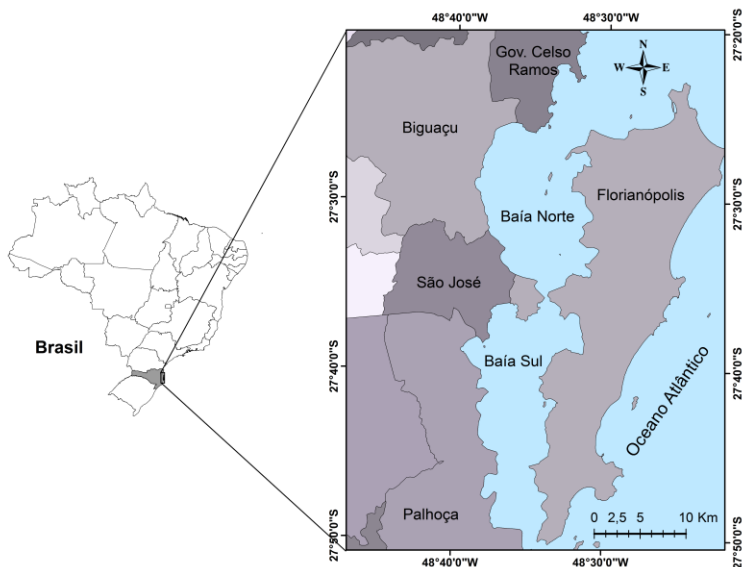 48°40'0"W
48°30'0"W
27°20'0"S
Gov. Celso
Ramos
N
W
E
S
Biguaçu
Florianópolis
27°30'0"S
27°30'0"S
Baía Norte
São José
Brasil
Baía Sul
27°40'0"S
27°40'0"S
Oceano Atlântico
Palhoça
0 2,5 5 10 Km
27°50'0"S
27°50'0"S
48°40'0"W
48°30'0"W